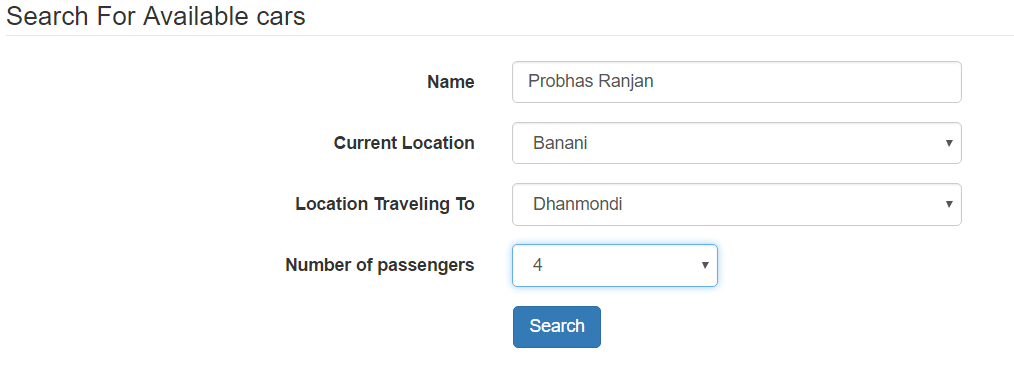 Search For Available cars
Name Probhas Ranjan
Current Location Banani
Location Traveling To Dhanmondi
Number of passengers 4
Search